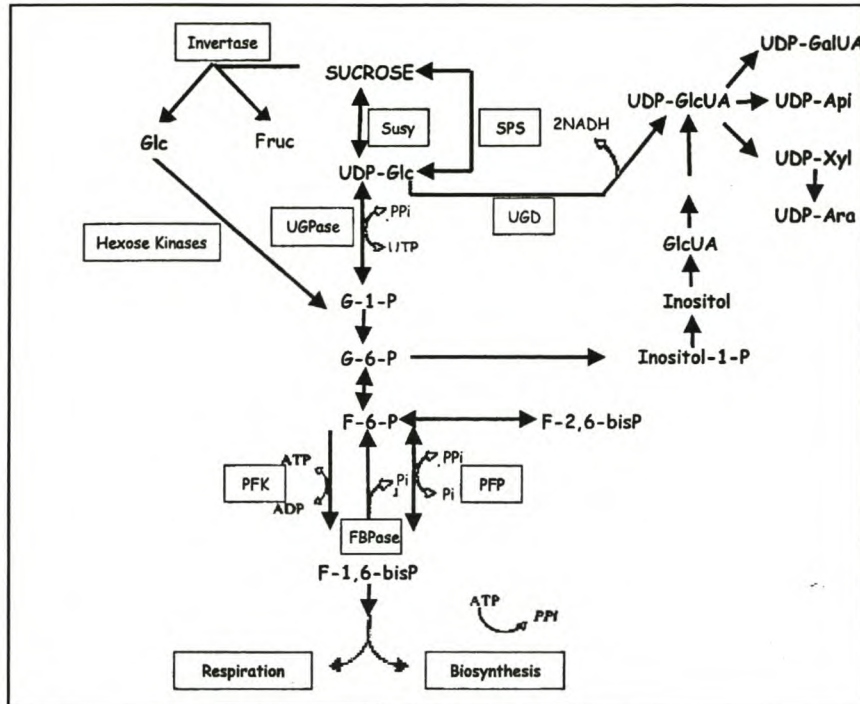 Invertase
UDP-GalUA
SUCROSE
UDP-GlcUA
UDP-Api
Glc
Fruc
Susy
SPS
2NADH
UDP-Xyl
UDP-Glc
UGPase
PPi
UTP
UGD
UDP-Ara
Hexose Kinases
GlcUA
G-1-P
Inositol
G-6-P
Inositol-1-P
F-6-P
F-2,6-bisP
ATP
PFK
ADP
Pi
PPi
Pi
PFP
FBPase
F-1,6-bisP
ATP
PPi
Respiration
Biosynthesis